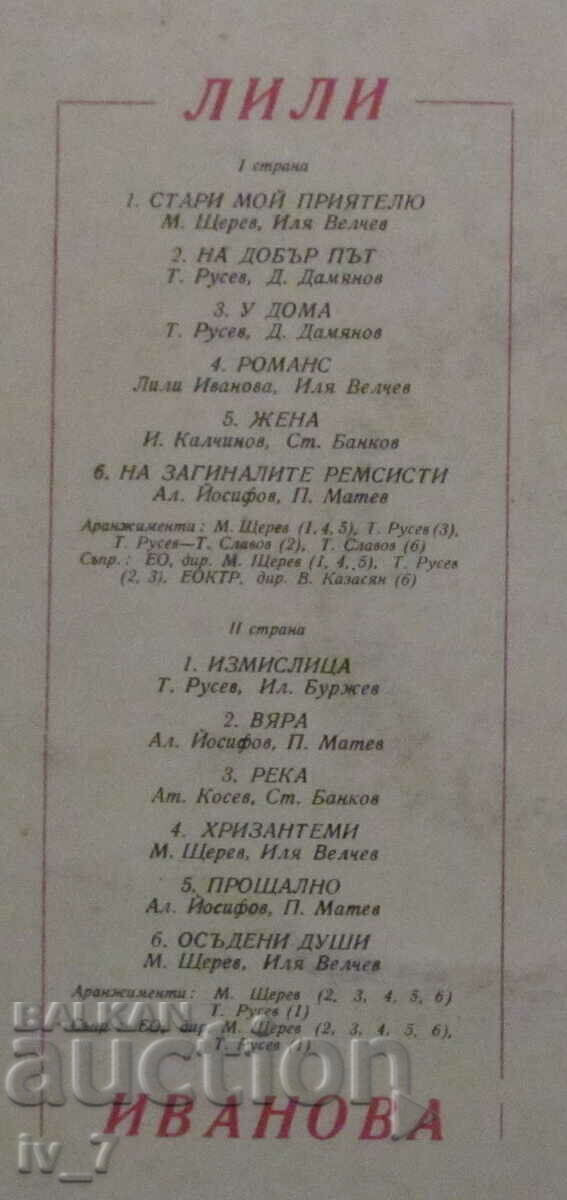 ЛИЛИ
I страна
1. СТАРИ МОЙ ПРИЯТЕЛЮ
М. Щерев, Иля Велчев
2. НА ДОБЪР ПЪТ
Т. Русев, Д. Дамянов
3. У ДОМА
Т. Русев, Д. Дамянов
4. РОМАНС
Лили Иванова, Иля Велчев
5. ЖЕНА
И. Калчинов, Ст. Банков
6. НА ЗАГИНАЛИТЕ РЕМСИСТИ
Ал. Йосифов, П. Матев
Аранжименти: М. Щерев (1, 4, 5), Т. Русев (3),
Т. Русев—Т. Славов (2), Т. Славов (6)
Съпр.: ЕО, дир. М. Щерев (1, 4, 5), Т. Русев
(2, 3), ЕОКТР, дир. В. Казасян (6)
II страна
1. ИЗМИСЛИЦА
Т. Русев, Ил. Буржев
2. ВЯРА
Ал. Йосифов, П. Матев
3. РЕКА
Ат. Косев, Ст. Банков
4. ХРИЗАНТЕМИ
М. Щерев, Иля Велчев
5. ПРОЩАЛНО
Ал. Йосифов, П. Матев
6. ОСЪДЕНИ ДУШИ
М. Щерев, Иля Велчев
Аранжименти: М. Щерев (2, 3, 4, 5, 6)
Т. Русев (1)
Съпр.— ЕО, дир. М. Щерев (2, 3, 4, 5, 6),
Т. Русев (1)
BALKAN
auction
ИВАНОВА
iv_7